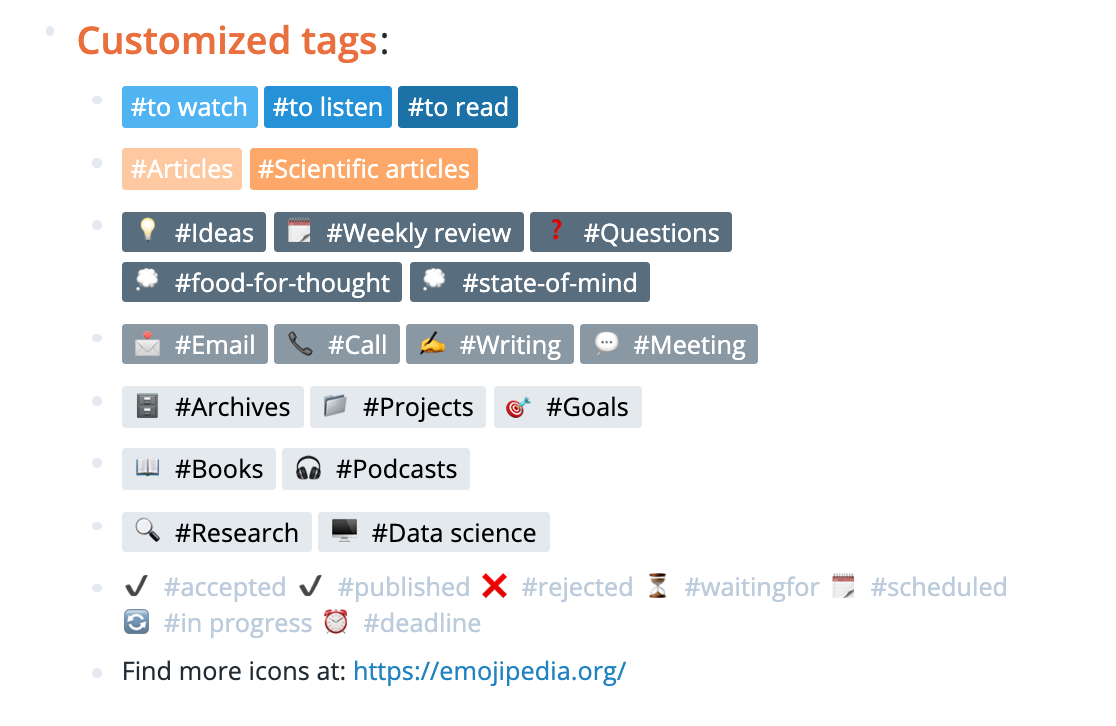 Customized tags:
#to watch #to listen #to read
#Articles #Scientific articles
💡 #Ideas 🗓 #Weekly review ❓ #Questions
💭 #food-for-thought 💭 #state-of-mind
📩 #Email 📞 #Call ✍ #Writing 💬 #Meeting
🗄 #Archives 📁 #Projects 🎯 #Goals
📖 #Books 🎧 #Podcasts
🔍 #Research 🖥 #Data science
✔ #accepted ✔ #published ❌ #rejected ⏳ #waitingfor 🗓 #scheduled
🔄 #in progress ⏰ #deadline
Find more icons at: https://emojipedia.org/